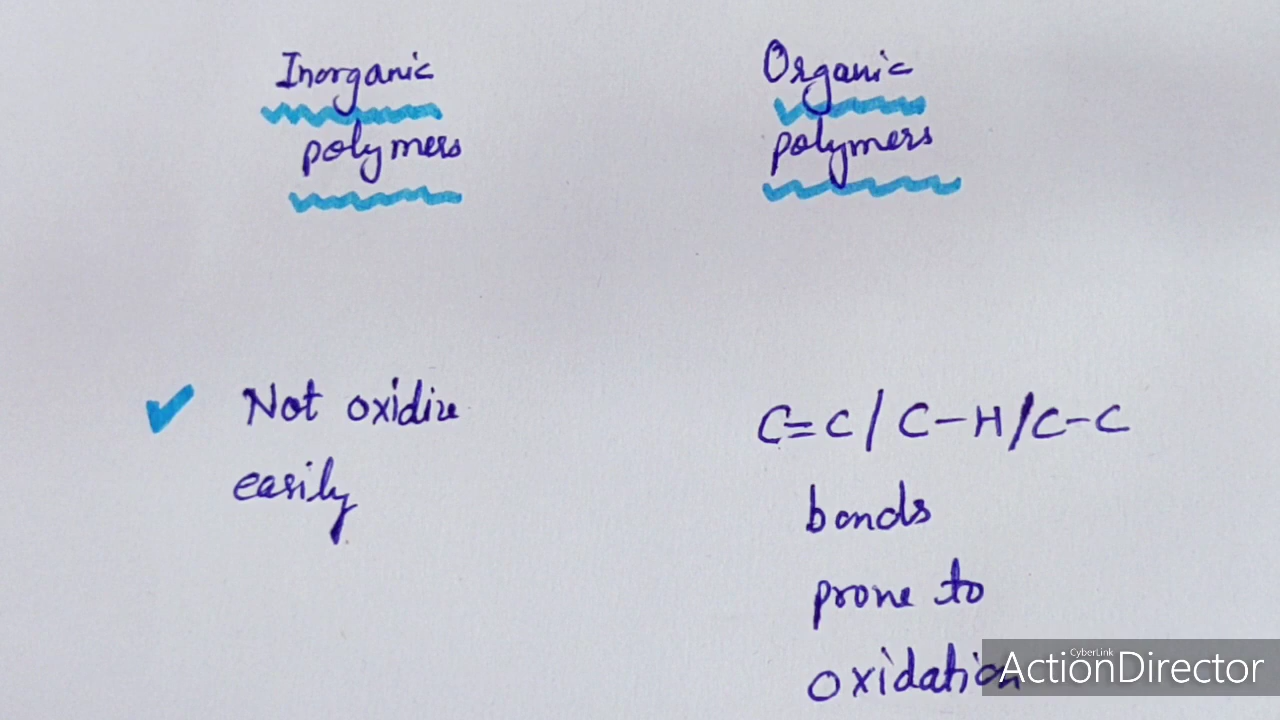 Inorganic
polymers
Organic
polymers
✓ Not oxidize
easily
C=C/C-H/C-C
bonds
prone to
oxidation
CyberLink
ActionDirector